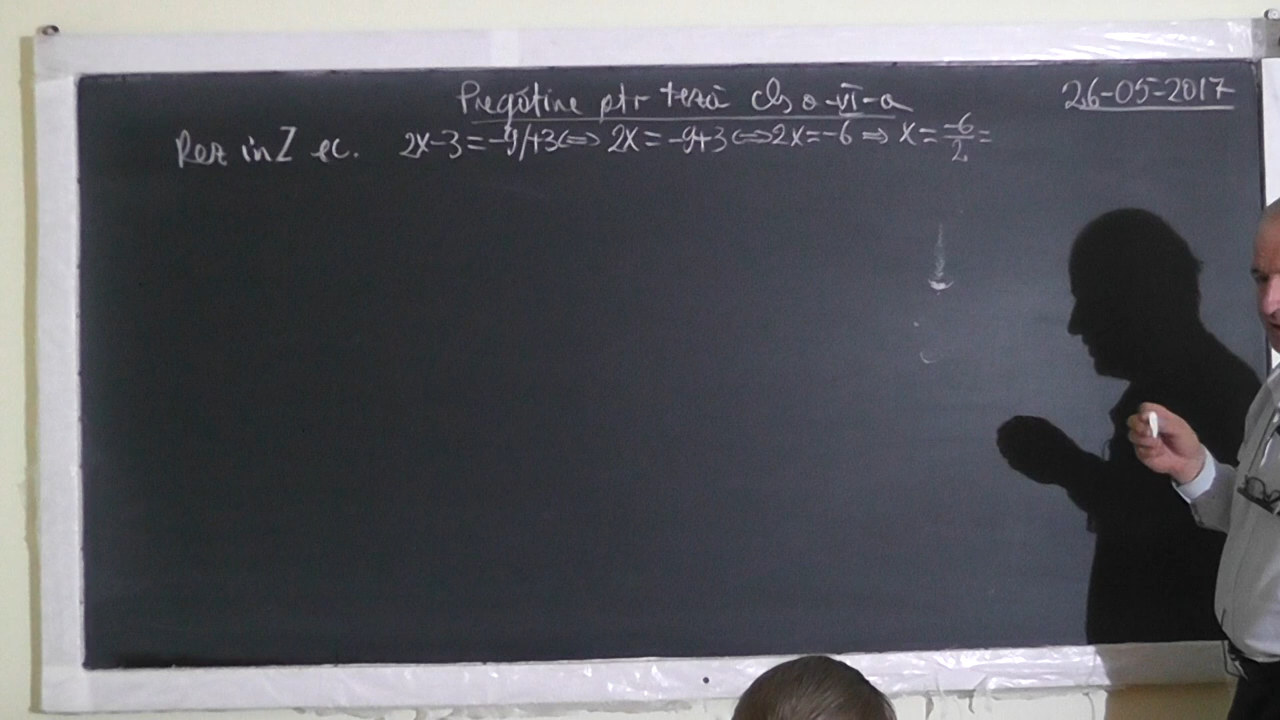 Pregătire ptr teză cls a-VI-a
26-05-2017
Rez in Z ec. 2x-3=-9/+3⇔ 2x=-9+3⇔2x=-6⇒ x=-6/2=